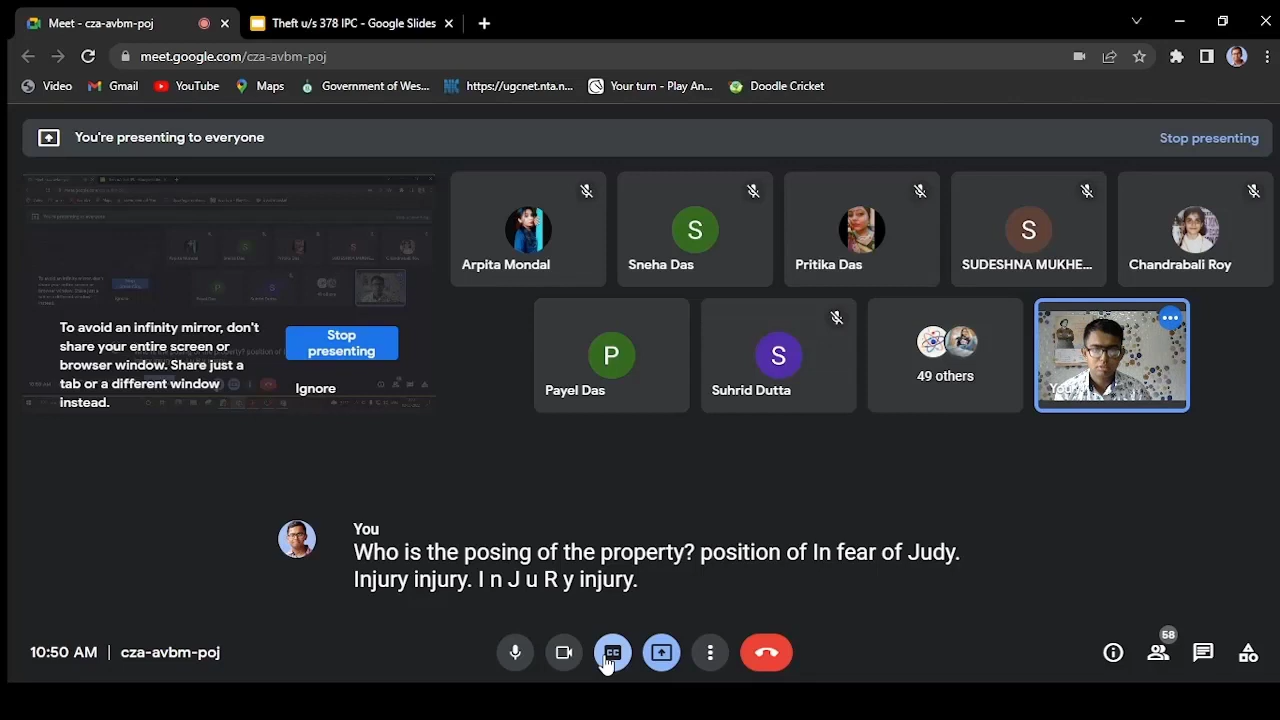 Meet - cza-avbm-poj
Theft u/s 378 IPC - Google Slides
meet.google.com/cza-avbm-poj
Video
Gmail
YouTube
Maps
Government of Wes...
https://ugcnet.nta.n...
Your turn - Play An...
Doodle Cricket
You're presenting to everyone
Stop presenting
Arpita Mondal
S
Sneha Das
Pritika Das
S
SUDESHNA MUKHE...
Chandrabali Roy
To avoid an infinity mirror, don't
share your entire screen or
browser window. Share just a
tab or a different window
instead.
Stop
presenting
Ignore
P
Payel Das
S
Suhrid Dutta
49 others
You
You
Who is the posing of the property? position of In fear of Judy.
Injury injury. I n J u R y injury.
10:50 AM | cza-avbm-poj
58